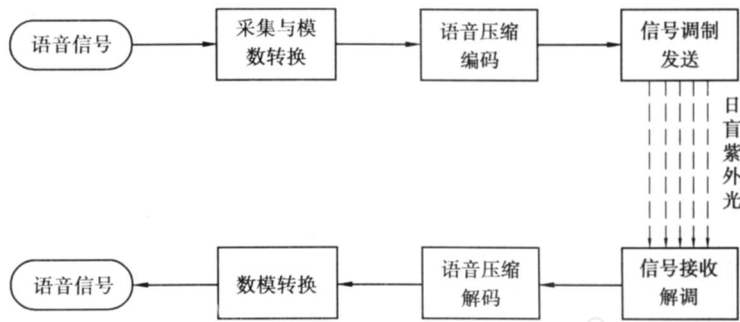 语音信号
采集与模
数转换
语音压缩
编码
信号调制
发送
日
盲
紫
外
光
语音信号
数模转换
语音压缩
解码
信号接收
解调